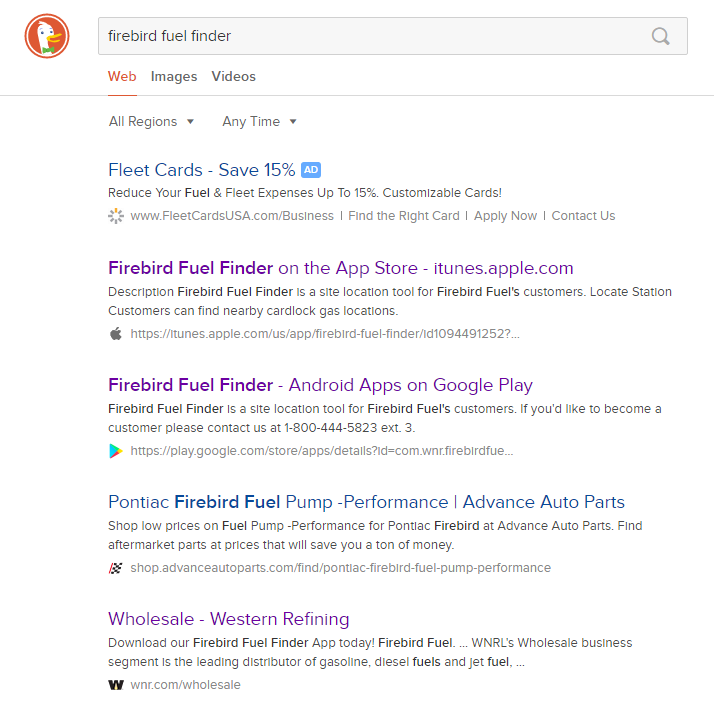 firebird fuel finder
Web Images Videos
All Regions Any Time
Fleet Cards - Save 15% AD
Reduce Your Fuel & Fleet Expenses Up To 15%. Customizable Cards!
www.FleetCardsUSA.com/Business | Find the Right Card | Apply Now | Contact Us
Firebird Fuel Finder on the App Store - itunes.apple.com
Description Firebird Fuel Finder is a site location tool for Firebird Fuel's customers. Locate Station
Customers can find nearby cardlock gas locations.
https://itunes.apple.com/us/app/firebird-fuel-finder/id1094491252?...
Firebird Fuel Finder - Android Apps on Google Play
Firebird Fuel Finder is a site location tool for Firebird Fuel's customers. If you'd like to become a
customer please contact us at 1-800-444-5823 ext. 3.
https://play.google.com/store/apps/details?id=com.wnr.firebirdfue...
Pontiac Firebird Fuel Pump -Performance | Advance Auto Parts
Shop low prices on Fuel Pump -Performance for Pontiac Firebird at Advance Auto Parts. Find
aftermarket parts at prices that will save you a ton of money.
shop.advanceautoparts.com/find/pontiac-firebird-fuel-pump-performance
Wholesale - Western Refining
Download our Firebird Fuel Finder App today! Firebird Fuel. ... WNRL's Wholesale business
segment is the leading distributor of gasoline, diesel fuels and jet fuel, ...
wnr.com/wholesale